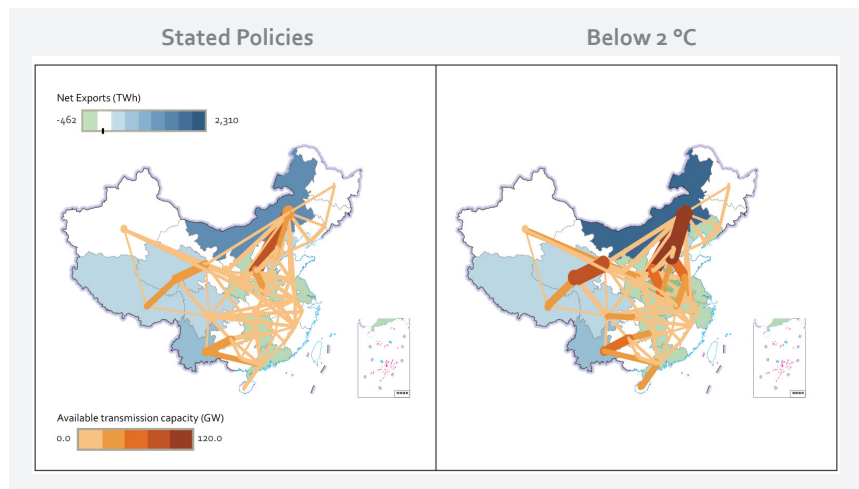 Stated Policies
Below 2 °C
Net Exports (TWh)
-462
2,310
Available transmission capacity (GW)
0.0
120.0